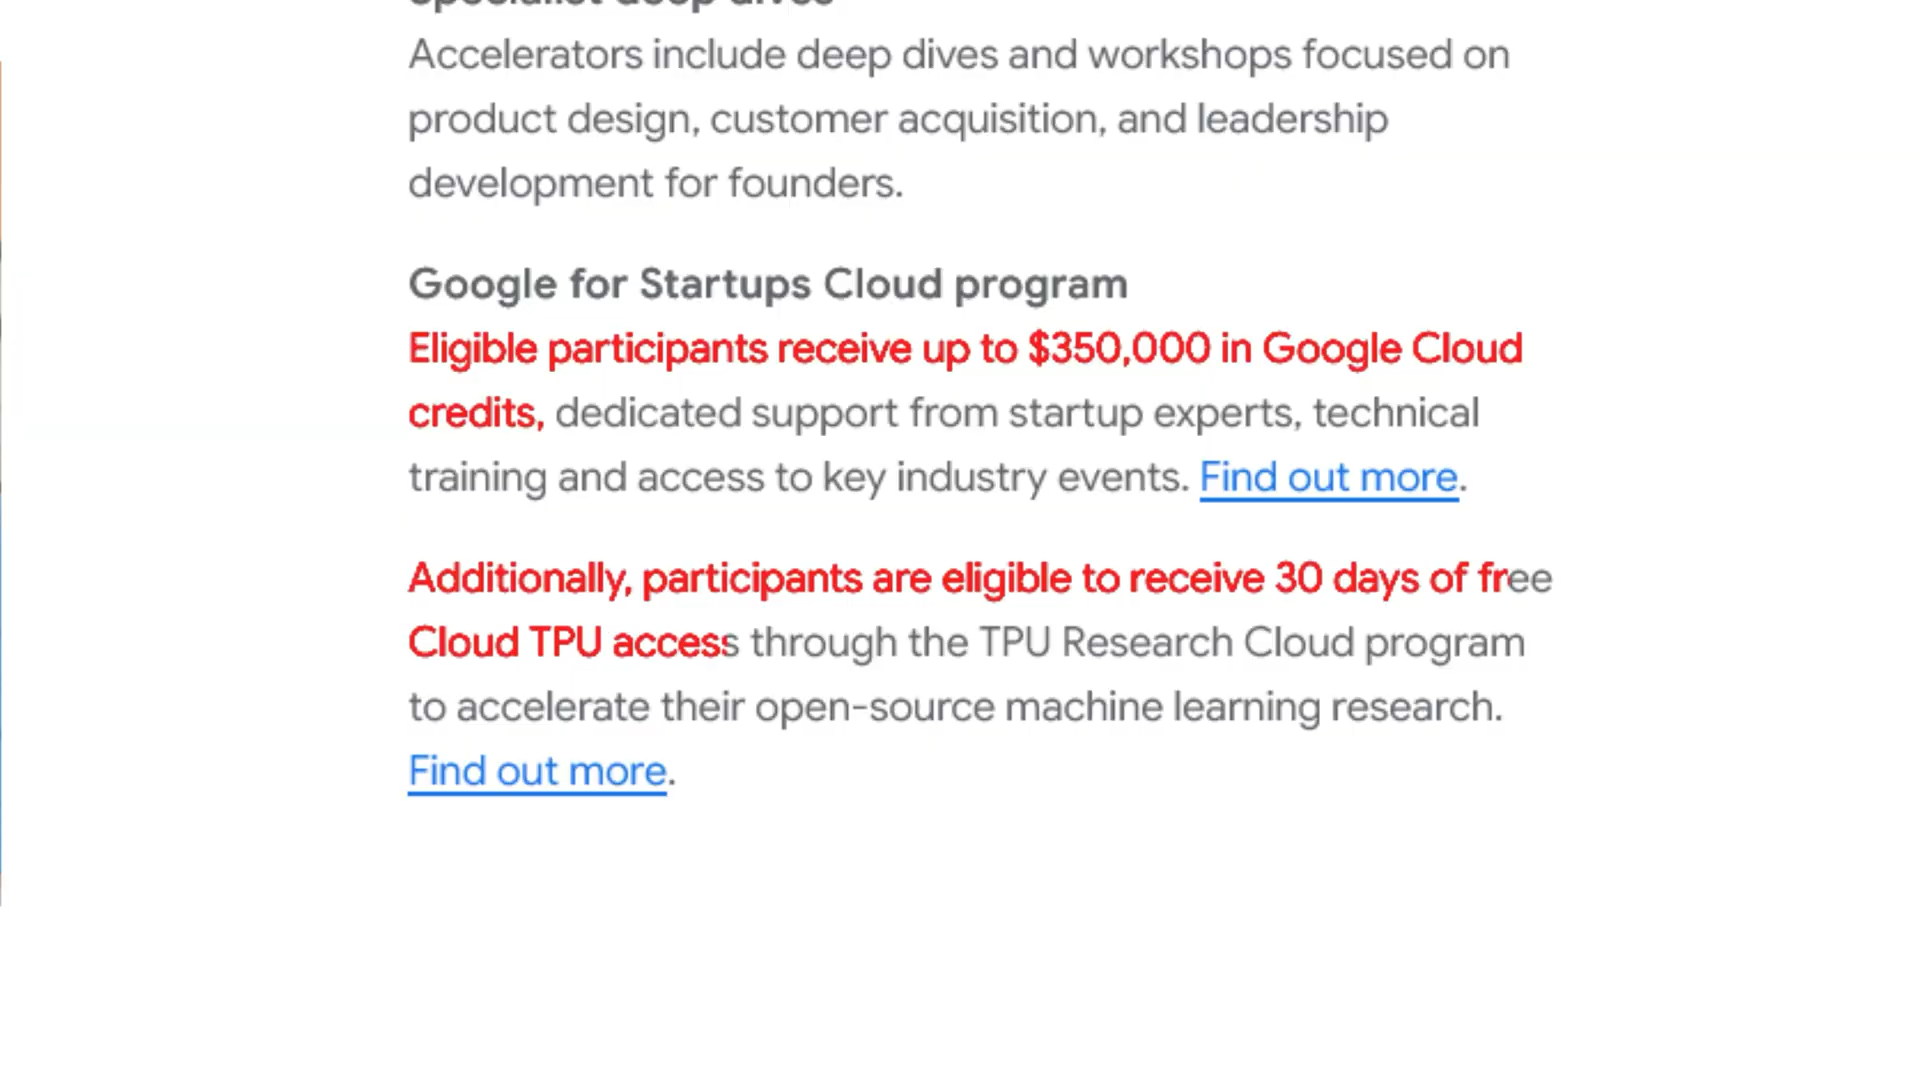 specialist deep dives
Accelerators include deep dives and workshops focused on
product design, customer acquisition, and leadership
development for founders.
Google for Startups Cloud program
Eligible participants receive up to $350,000 in Google Cloud
credits, dedicated support from startup experts, technical
training and access to key industry events. Find out more.
Additionally, participants are eligible to receive 30 days of free
Cloud TPU access through the TPU Research Cloud program
to accelerate their open-source machine learning research.
Find out more.